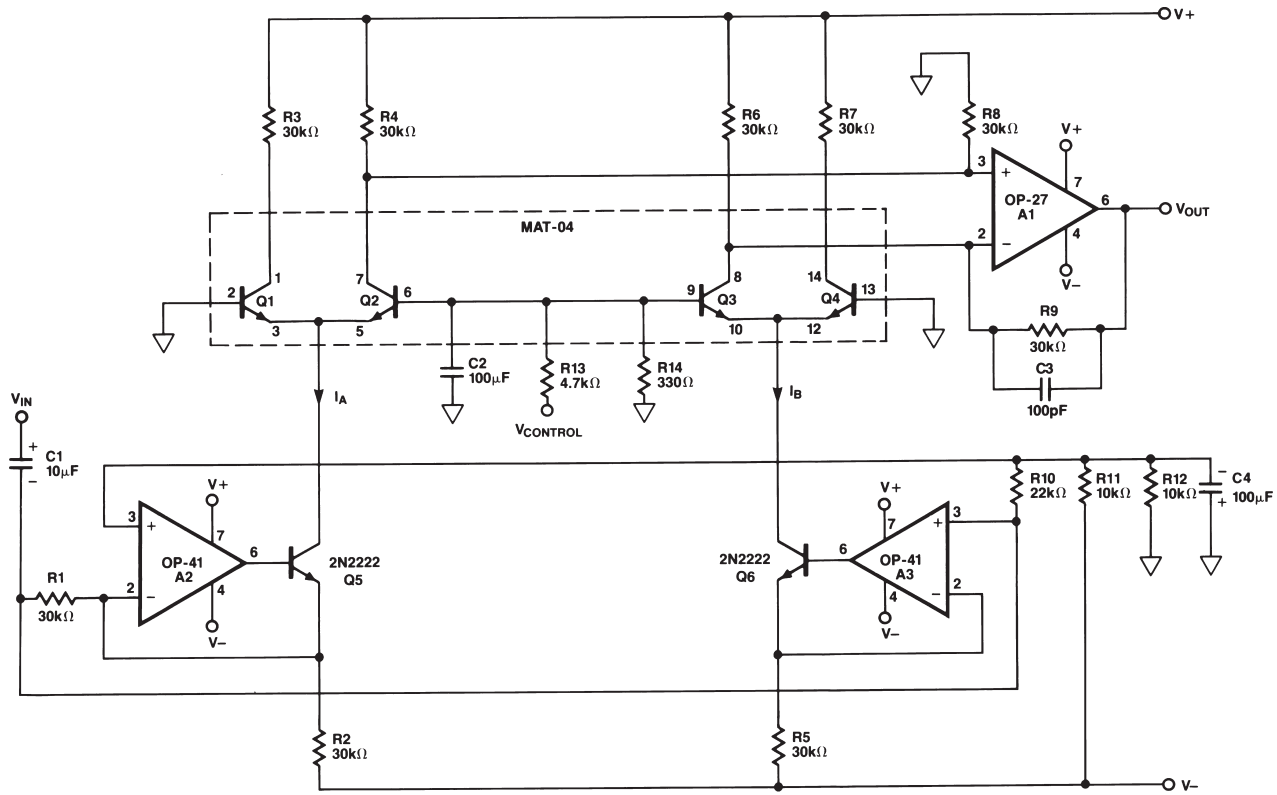 V+
R3
30kΩ
R4
30kΩ
R6
30kΩ
R7
30kΩ
R8
30kΩ
V+
3
+
7
OP-27
A1
6
VOUT
2
−
4
V−
MAT-04
1
2
Q1
3
7
Q2
6
5
8
9
Q3
10
14
Q4
13
12
R9
30kΩ
C3
100pF
C2
100μF
R13
4.7kΩ
VCONTROL
R14
330Ω
IA
IB
VIN
+
C1
10μF
−
R1
30kΩ
V+
3
+
7
OP-41
A2
6
2
−
4
V−
2N2222
Q5
2N2222
Q6
V+
7
3
+
6
OP-41
A3
2
−
4
V−
R10
22kΩ
R11
10kΩ
R12
10kΩ
−
C4
100μF
+
R2
30kΩ
R5
30kΩ
V−